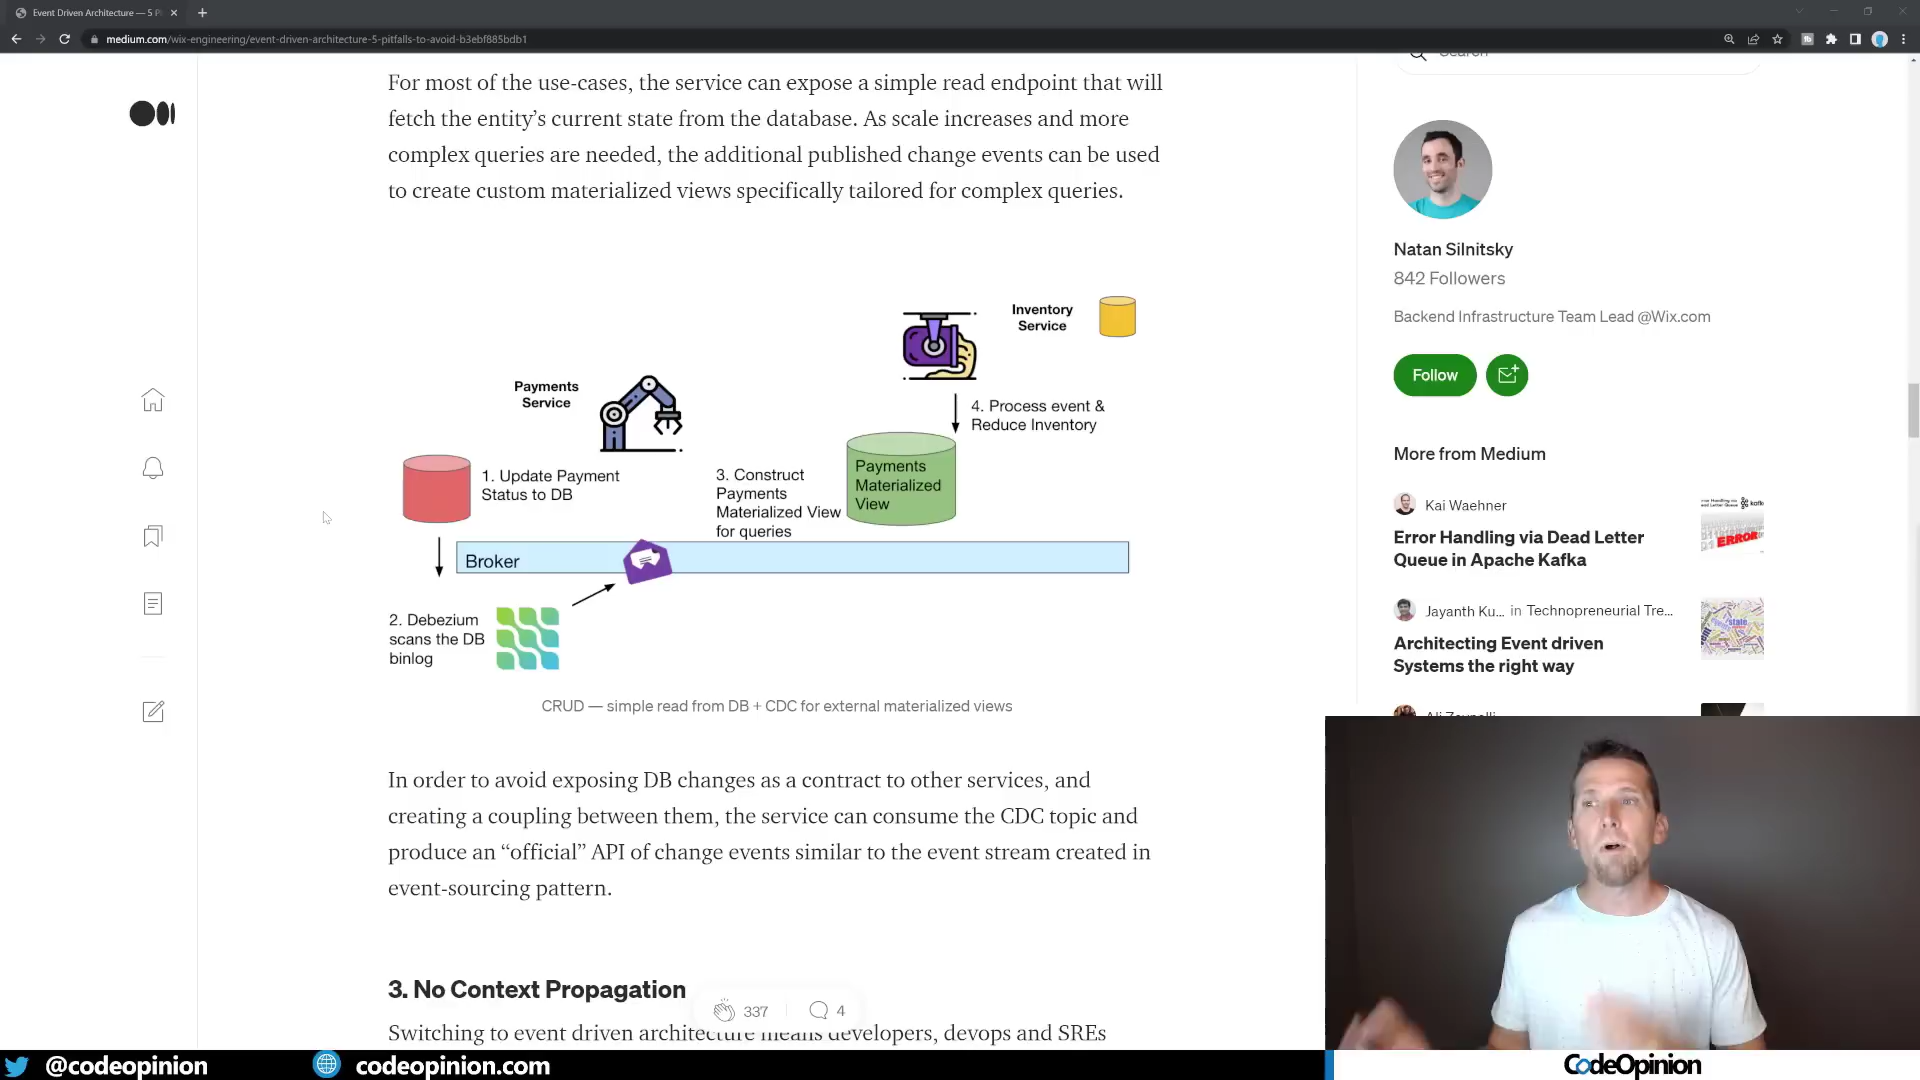 Event Driven Architecture — 5 P
medium.com/wix-engineering/event-driven-architecture-5-pitfalls-to-avoid-b3ebf885bdb1
For most of the use-cases, the service can expose a simple read endpoint that will
fetch the entity’s current state from the database. As scale increases and more
complex queries are needed, the additional published change events can be used
to create custom materialized views specifically tailored for complex queries.
Inventory
Service
Payments
Service
4. Process event &
Reduce Inventory
1. Update Payment
Status to DB
3. Construct
Payments
Materialized View
for queries
Payments
Materialized
View
Broker
2. Debezium
scans the DB
binlog
CRUD — simple read from DB + CDC for external materialized views
In order to avoid exposing DB changes as a contract to other services, and
creating a coupling between them, the service can consume the CDC topic and
produce an “official” API of change events similar to the event stream created in
event-sourcing pattern.
3. No Context Propagation
337
4
Switching to event driven architecture means developers, devops and SREs
Search
Natan Silnitsky
842 Followers
Backend Infrastructure Team Lead @Wix.com
Follow
More from Medium
Kai Waehner
Error Handling via Dead Letter
Queue in Apache Kafka
ERROR
Jayanth Ku... in Technopreneurial Tre...
Architecting Event driven
Systems the right way
@codeopinion
codeopinion.com
CodeOpinion